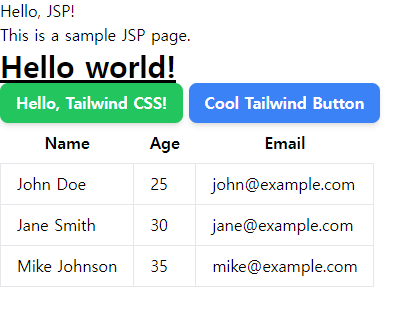 Hello, JSP!
This is a sample JSP page.
Hello world!
Hello, Tailwind CSS! Cool Tailwind Button
Name Age Email
John Doe 25 john@example.com
Jane Smith 30 jane@example.com
Mike Johnson 35 mike@example.com